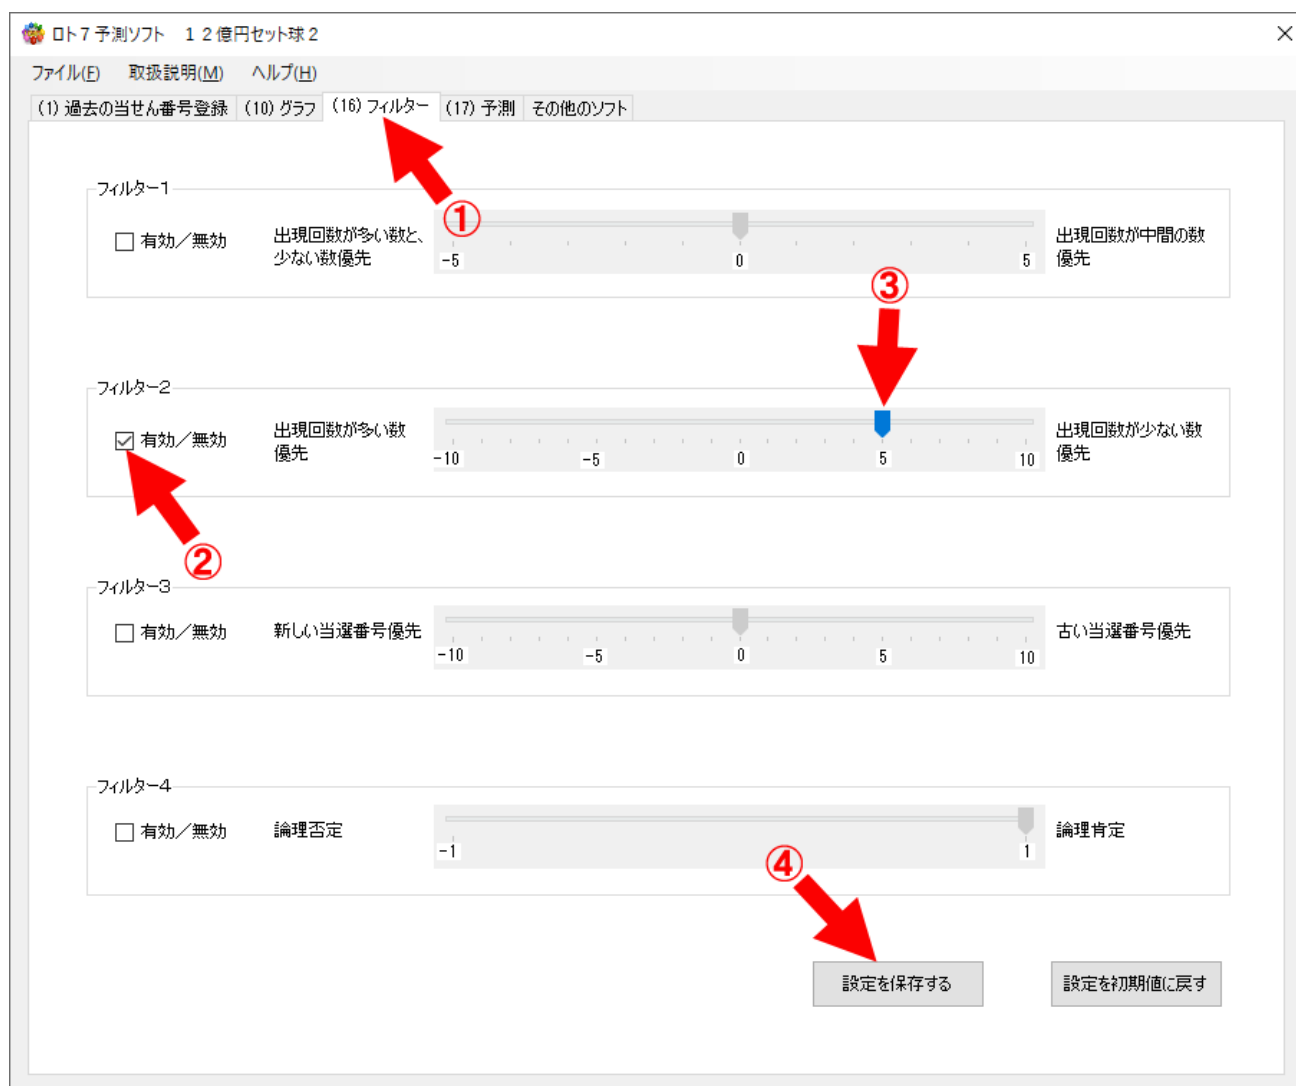 ロト７予測ソフト　１２億円セット球２
ファイル(F)　取扱説明(M)　ヘルプ(H)
(1) 過去の当せん番号登録　(10) グラフ　(16) フィルター　(17) 予測　その他のソフト
①
フィルター1
有効／無効
出現回数が多い数と、
少ない数優先
-5　0　5
出現回数が中間の数
優先
③
フィルター2
有効／無効
出現回数が多い数
優先
-10　-5　0　5　10
出現回数が少ない数
優先
②
フィルター3
有効／無効
新しい当選番号優先
-10　-5　0　5　10
古い当選番号優先
フィルター4
有効／無効
論理否定
-1　1
論理肯定
④
設定を保存する　設定を初期値に戻す